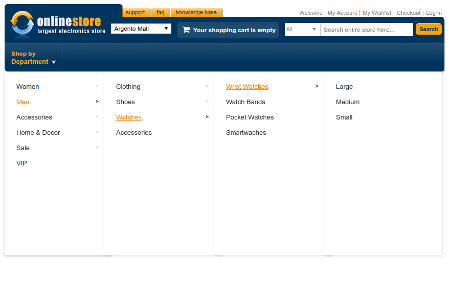 support faq knowledge base
Welcome My Account My Wishlist Checkout Log In
onlinestore
largest electronics store
Argento Mall
Your shopping cart is empty
All
Search entire store here...
Search
Shop by
Department
Women
Men
Accessories
Home & Decor
Sale
VIP
Clothing
Shoes
Watches
Accessories
Wrist Watches
Watch Bands
Pocket Watches
Smartwaches
Large
Medium
Small